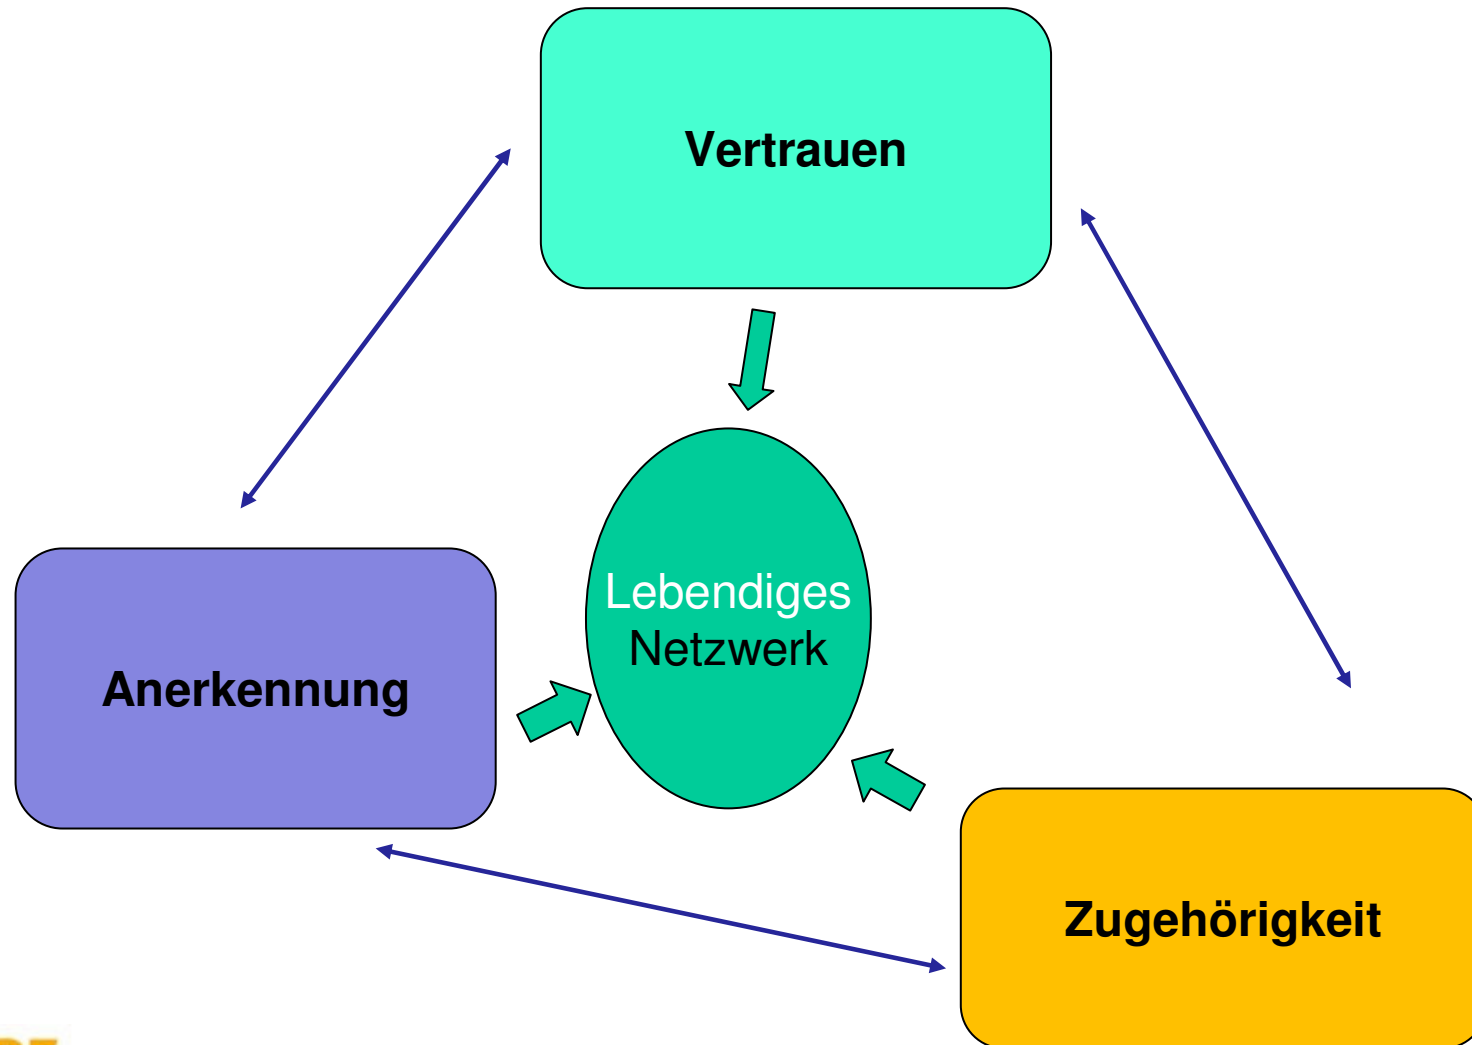 Vertrauen
Lebendiges
Netzwerk
Anerkennung
Zugehörigkeit